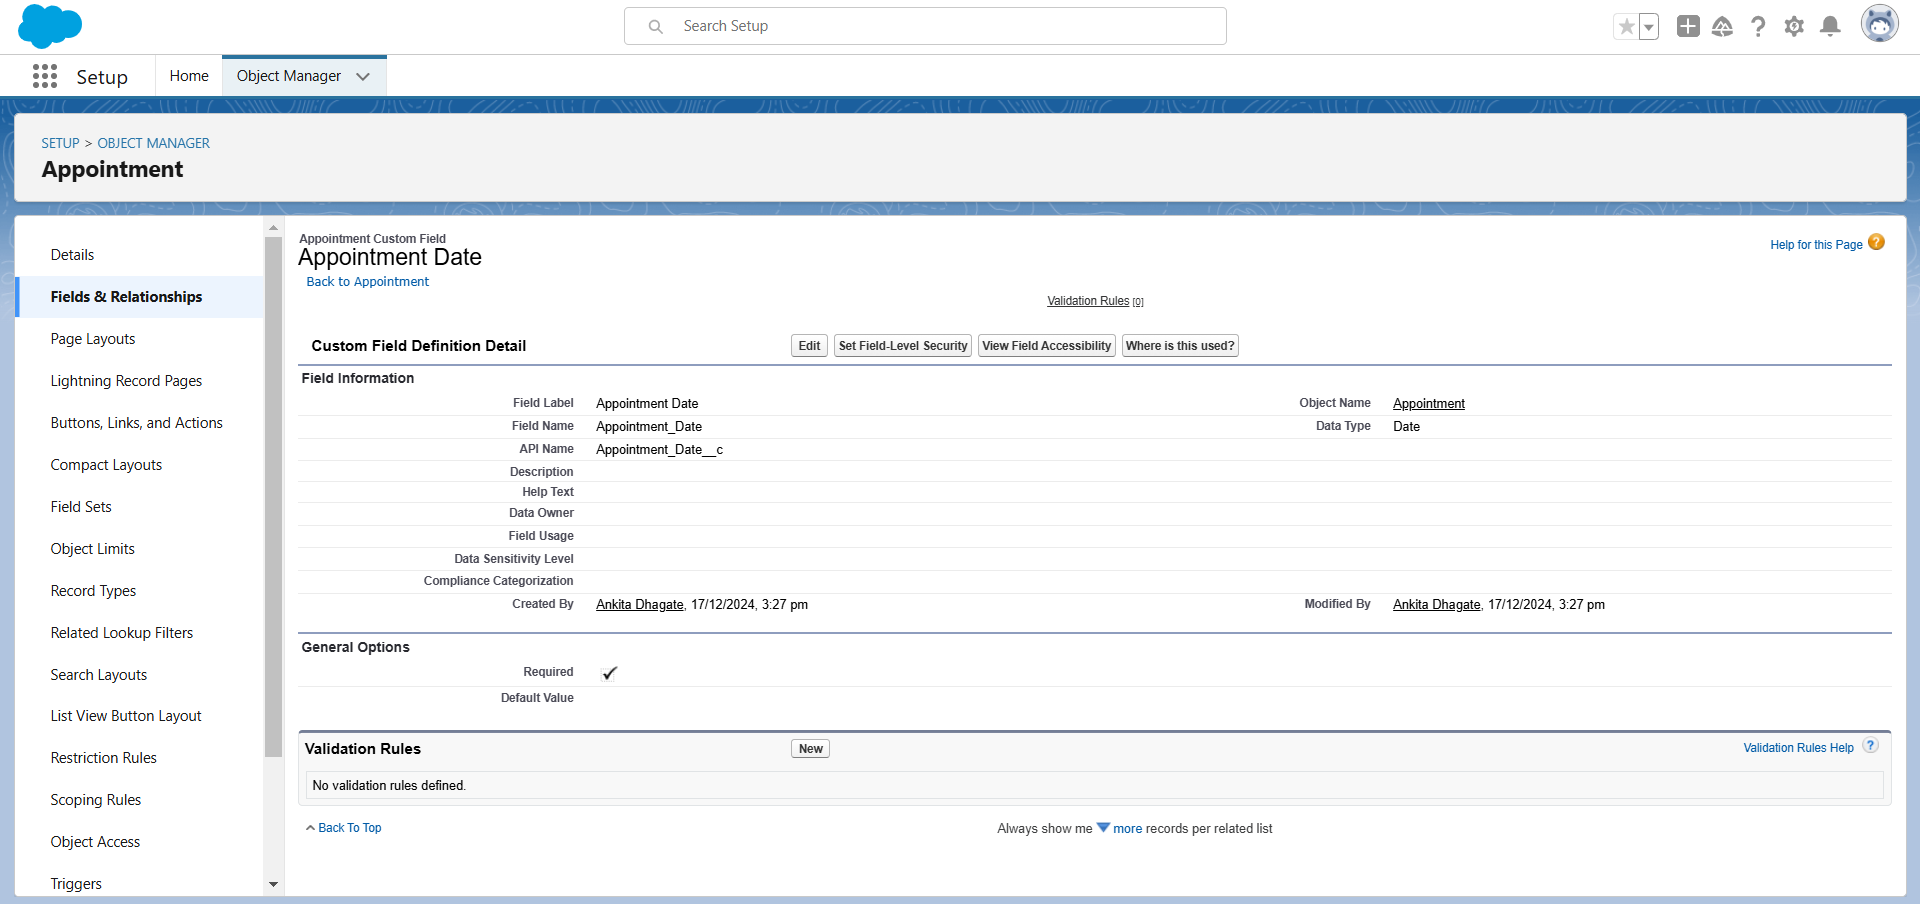 Search Setup
Setup
Home
Object Manager
SETUP > OBJECT MANAGER
Appointment
Details
Fields & Relationships
Page Layouts
Lightning Record Pages
Buttons, Links, and Actions
Compact Layouts
Field Sets
Object Limits
Record Types
Related Lookup Filters
Search Layouts
List View Button Layout
Restriction Rules
Scoping Rules
Object Access
Triggers
Appointment Custom Field
Appointment Date
Back to Appointment
Help for this Page ?
Validation Rules [0]
Custom Field Definition Detail
Edit
Set Field-Level Security
View Field Accessibility
Where is this used?
Field Information
Field Label Appointment Date
Object Name Appointment
Field Name Appointment_Date
Data Type Date
API Name Appointment_Date__c
Description
Help Text
Data Owner
Field Usage
Data Sensitivity Level
Compliance Categorization
Created By Ankita Dhagate, 17/12/2024, 3:27 pm
Modified By Ankita Dhagate, 17/12/2024, 3:27 pm
General Options
Required
Default Value
Validation Rules
New
Validation Rules Help ?
No validation rules defined.
Back To Top
Always show me more records per related list